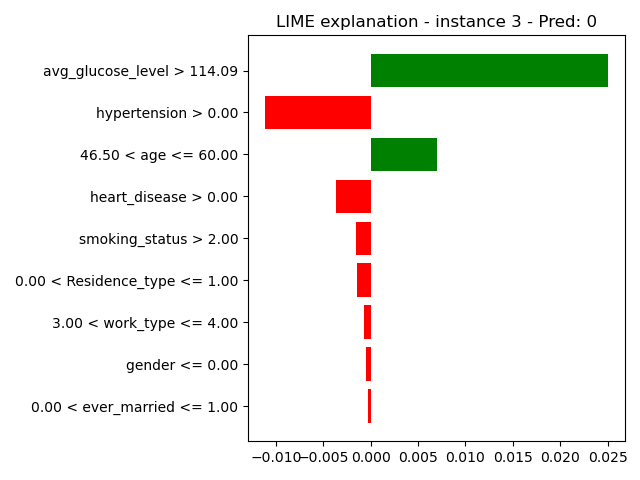 LIME explanation - instance 3 - Pred: 0
avg_glucose_level > 114.09
hypertension > 0.00
46.50 < age <= 60.00
heart_disease > 0.00
smoking_status > 2.00
0.00 < Residence_type <= 1.00
3.00 < work_type <= 4.00
gender <= 0.00
0.00 < ever_married <= 1.00
−0.010 −0.005 0.000 0.005 0.010 0.015 0.020 0.025